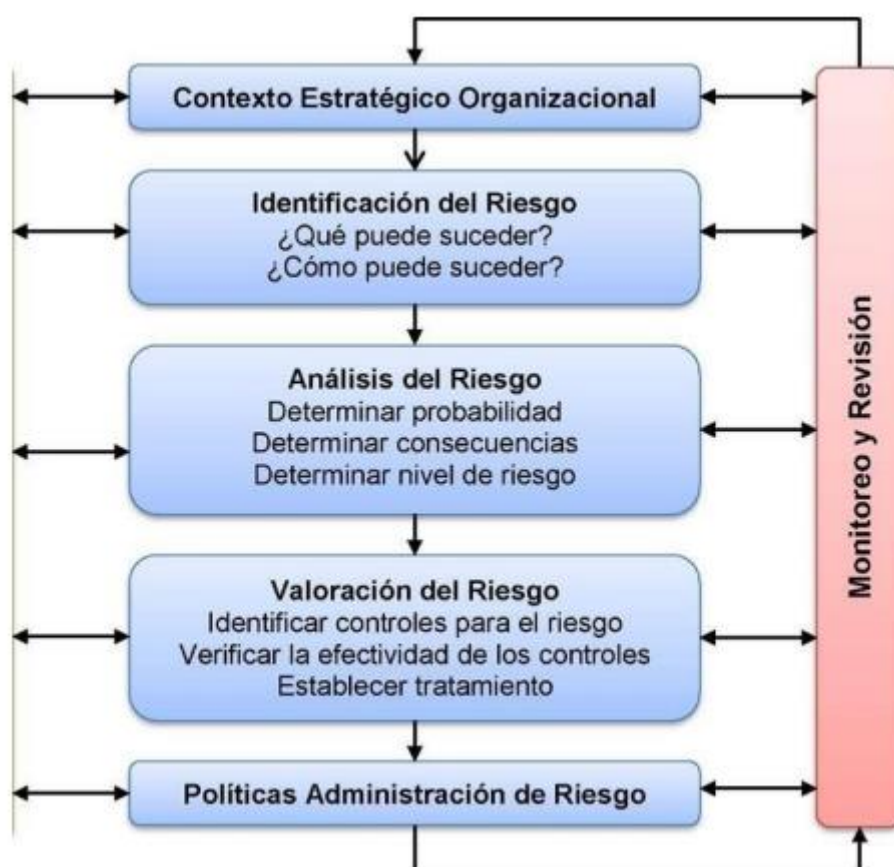 Contexto Estratégico Organizacional
Identificación del Riesgo
¿Qué puede suceder?
¿Cómo puede suceder?
Análisis del Riesgo
Determinar probabilidad
Determinar consecuencias
Determinar nivel de riesgo
Valoración del Riesgo
Identificar controles para el riesgo
Verificar la efectividad de los controles
Establecer tratamiento
Políticas Administración de Riesgo
Monitoreo y Revisión